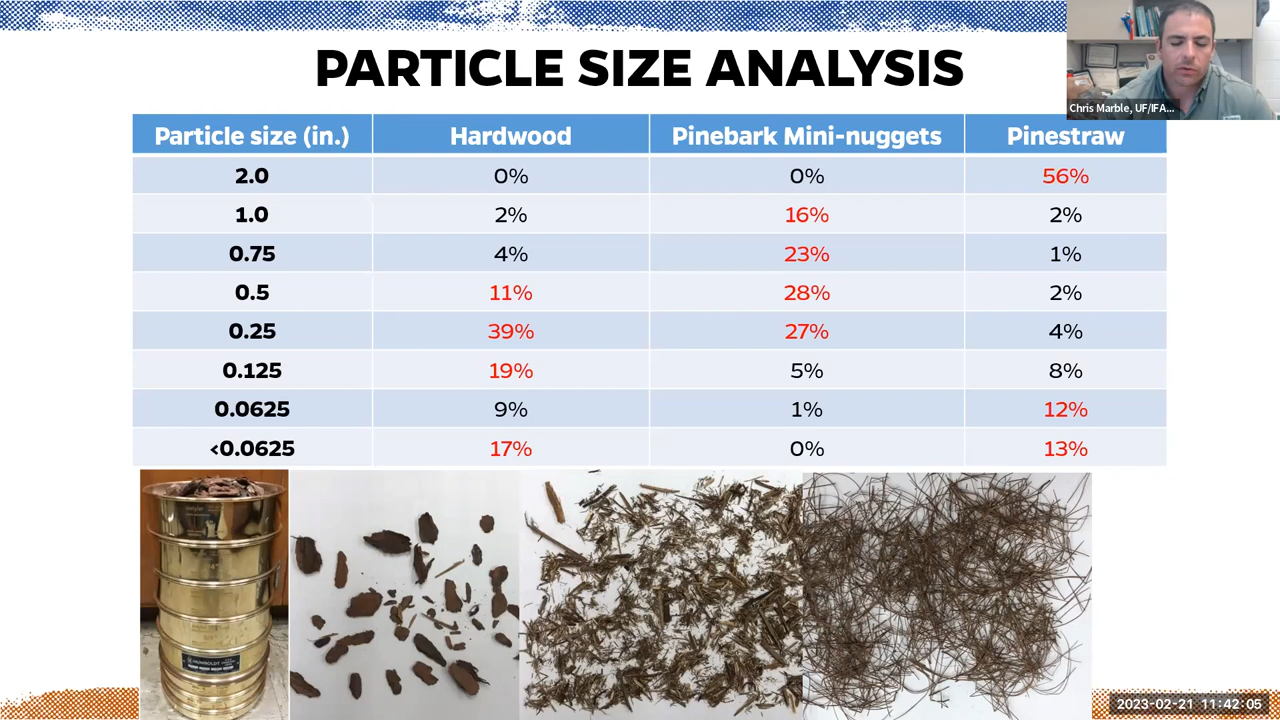 PARTICLE SIZE ANALYSIS
Chris Marble, UF/IFA...
Particle size (in.) Hardwood Pinebark Mini-nuggets Pinestraw
2.0 0% 0% 56%
1.0 2% 16% 2%
0.75 4% 23% 1%
0.5 11% 28% 2%
0.25 39% 27% 4%
0.125 19% 5% 8%
0.0625 9% 1% 12%
<0.0625 17% 0% 13%
HUMBOLDT
2023-02-21 11:42:05